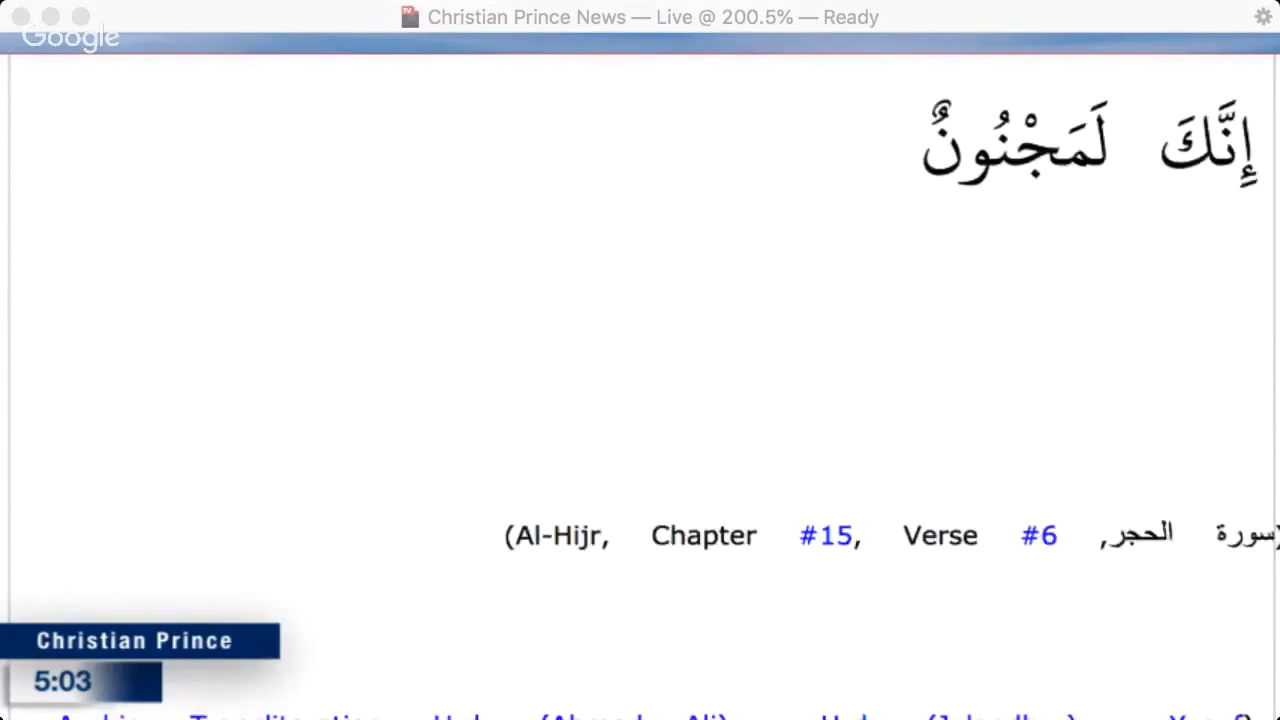 Christian Prince News — Live @ 200.5% — Ready
Google
إِنَّكَ لَمَجْنُونٌ
(Al-Hijr, Chapter #15, Verse #6 سورة الحجر,
Christian Prince
5:03